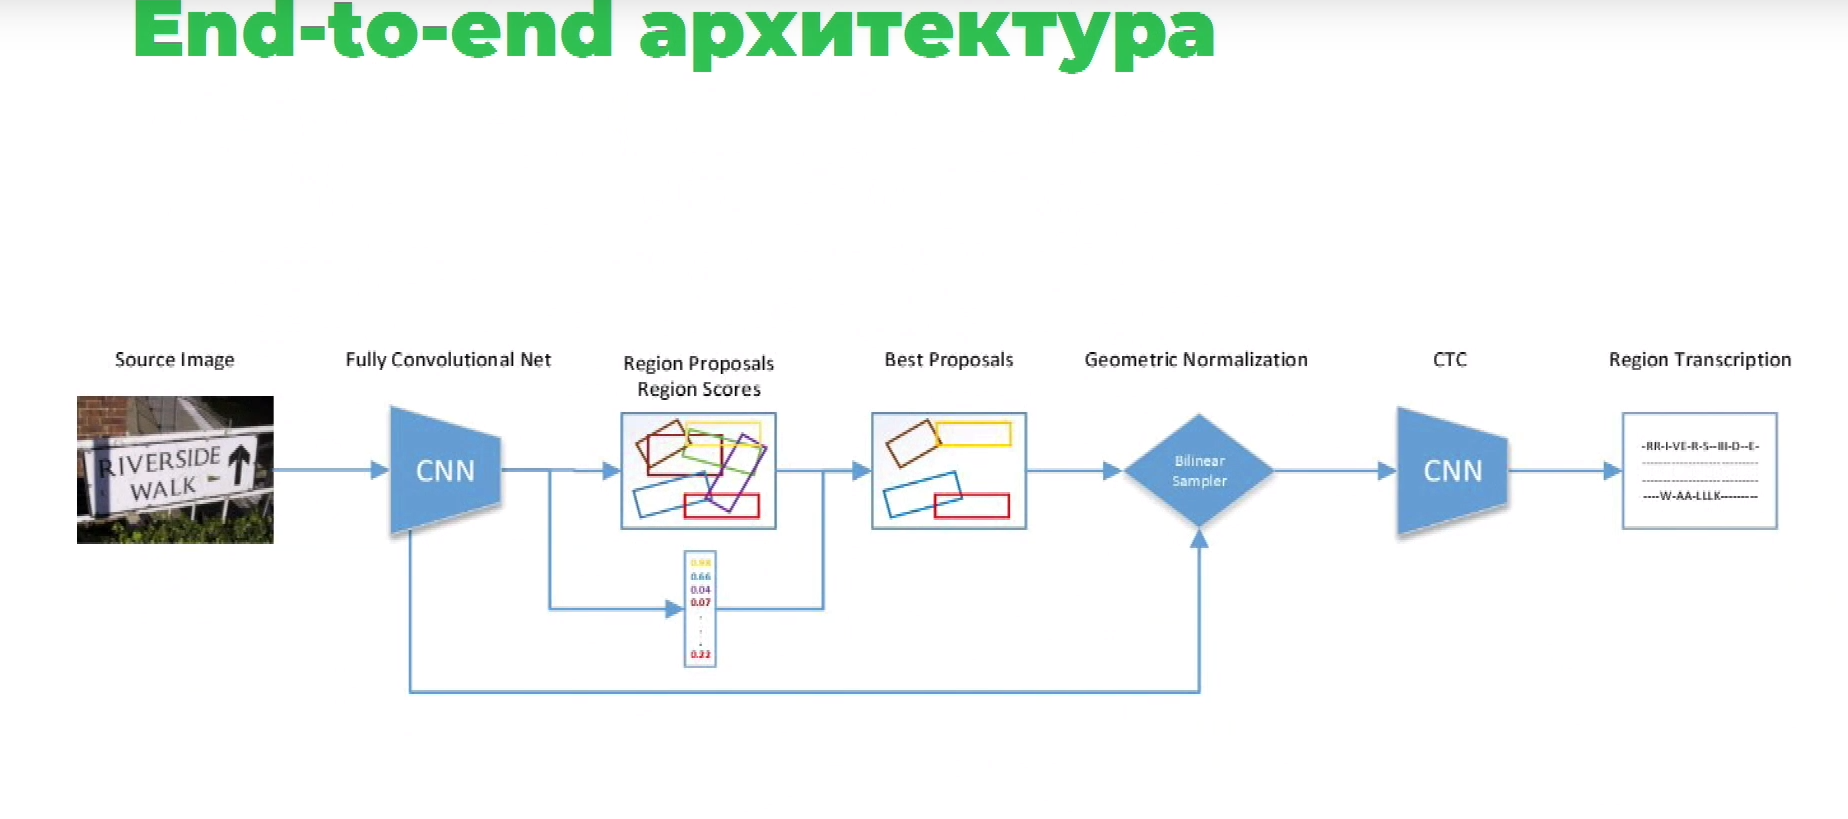 End-to-end архитектура
Source Image
Fully Convolutional Net
Region Proposals
Region Scores
Best Proposals
Geometric Normalization
CTC
Region Transcription
RIVERSIDE
WALK
CNN
0.98
0.66
0.04
0.07
0.22
Bilinear
Sampler
CNN
-RR-I-VE-R-S--III-D--E-
----W-AA-LLLK---------